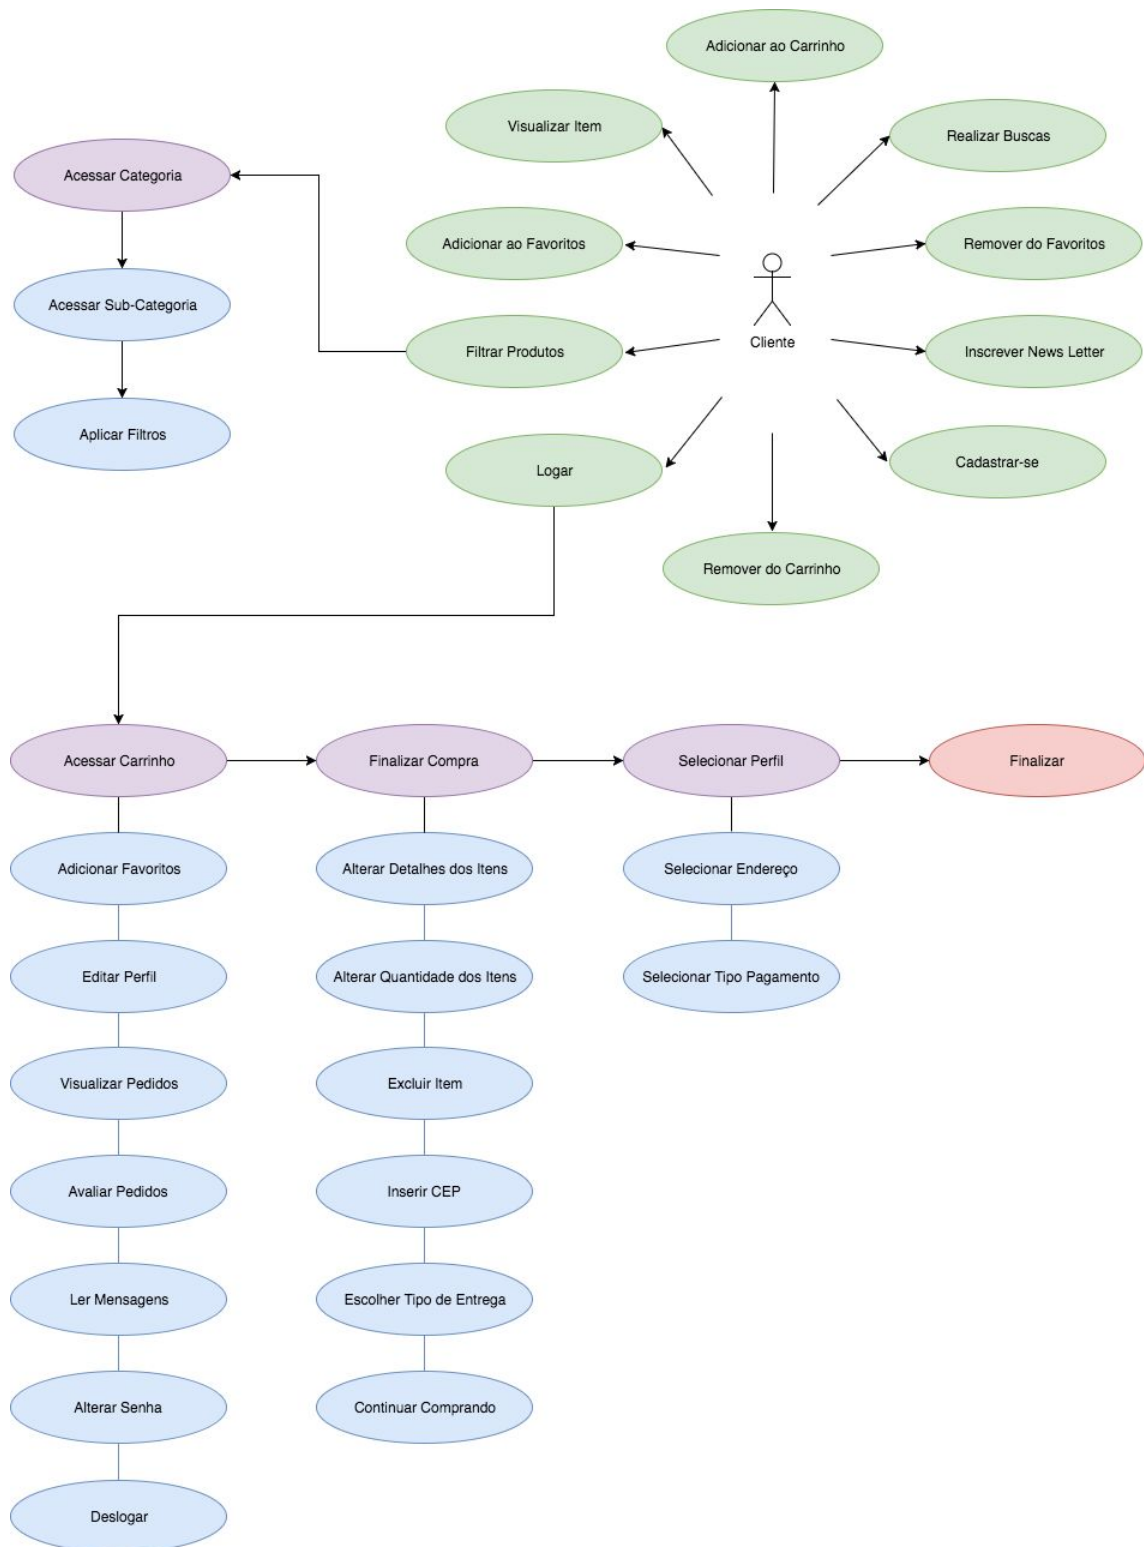 Adicionar ao Carrinho
Visualizar Item
Realizar Buscas
Acessar Categoria
Adicionar ao Favoritos
Remover do Favoritos
Acessar Sub-Categoria
Filtrar Produtos
Cliente
Inscrever News Letter
Aplicar Filtros
Logar
Cadastrar-se
Remover do Carrinho
Acessar Carrinho
Finalizar Compra
Selecionar Perfil
Finalizar
Adicionar Favoritos
Alterar Detalhes dos Itens
Selecionar Endereço
Editar Perfil
Alterar Quantidade dos Itens
Selecionar Tipo Pagamento
Visualizar Pedidos
Excluir Item
Avaliar Pedidos
Inserir CEP
Ler Mensagens
Escolher Tipo de Entrega
Alterar Senha
Continuar Comprando
Deslogar